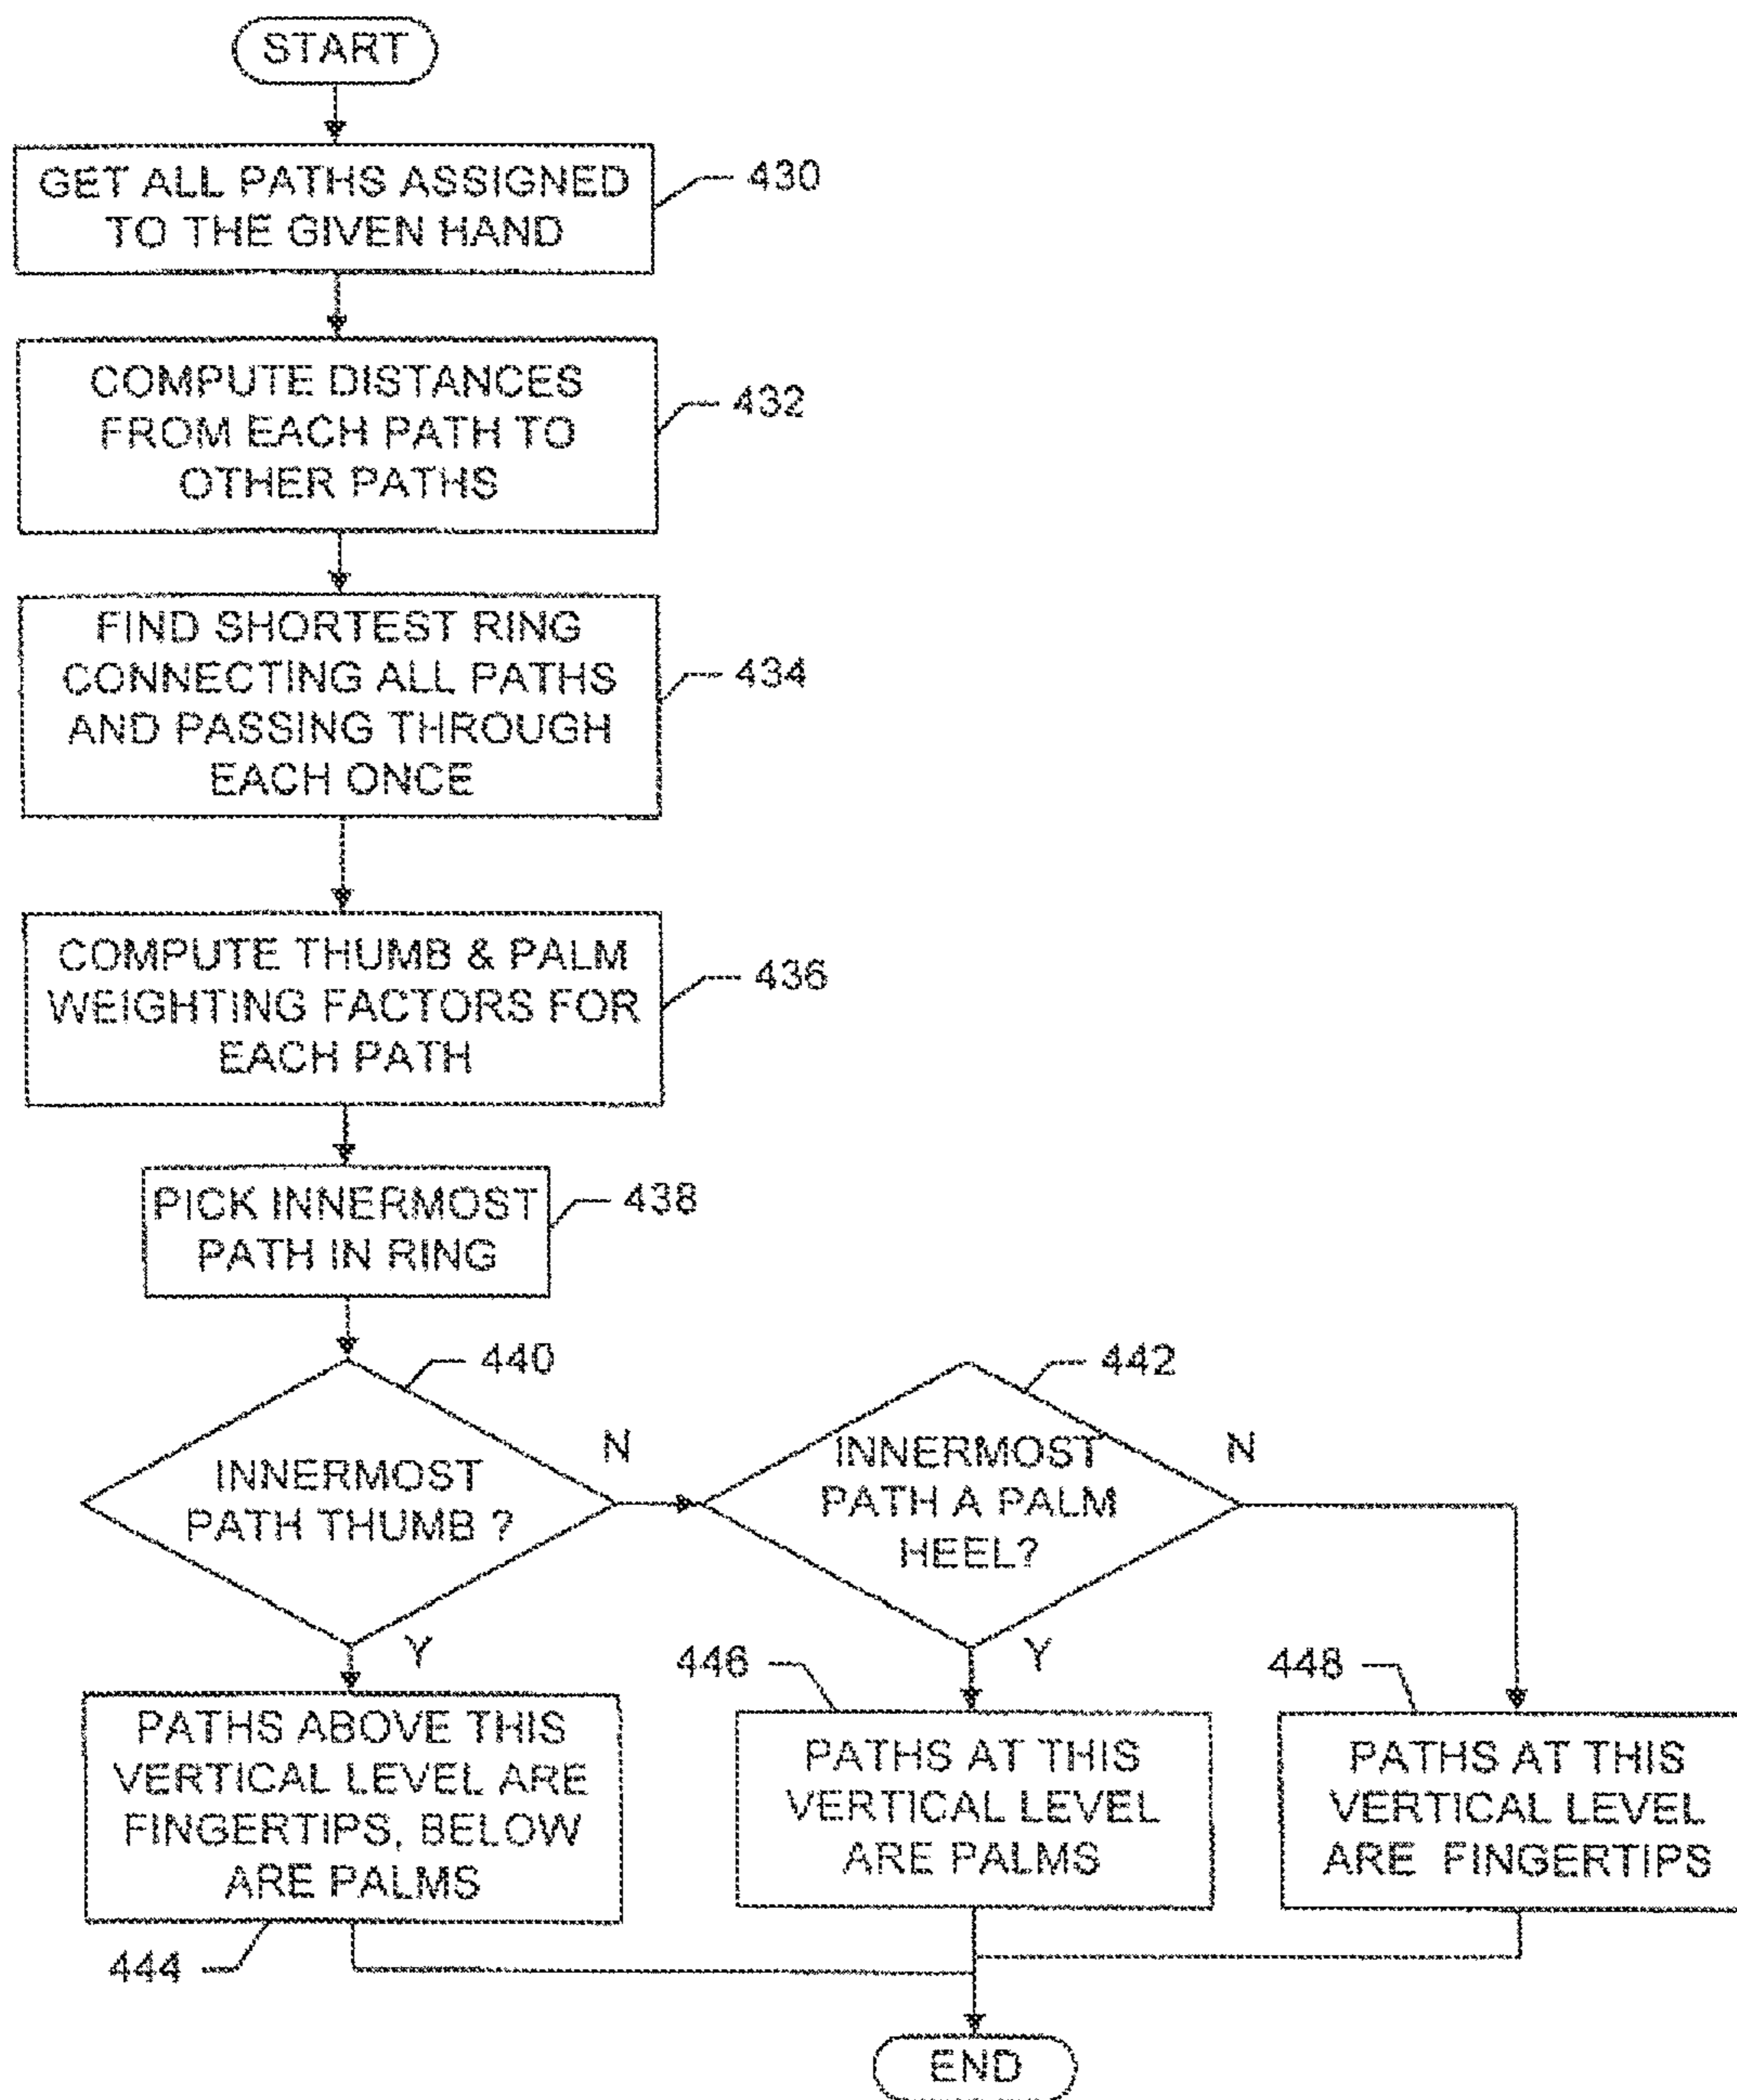 START
GET ALL PATHS ASSIGNED
TO THE GIVEN HAND
430
COMPUTE DISTANCES
FROM EACH PATH TO
OTHER PATHS
432
FIND SHORTEST RING
CONNECTING ALL PATHS
AND PASSING THROUGH
EACH ONCE
434
COMPUTE THUMB & PALM
WEIGHTING FACTORS FOR
EACH PATH
436
PICK INNERMOST
PATH IN RING
438
440
INNERMOST
PATH THUMB ?
N
Y
442
INNERMOST
PATH A PALM
HEEL?
N
Y
PATHS ABOVE THIS
VERTICAL LEVEL ARE
FINGERTIPS, BELOW
ARE PALMS
444
446
PATHS AT THIS
VERTICAL LEVEL
ARE PALMS
448
PATHS AT THIS
VERTICAL LEVEL
ARE FINGERTIPS
END